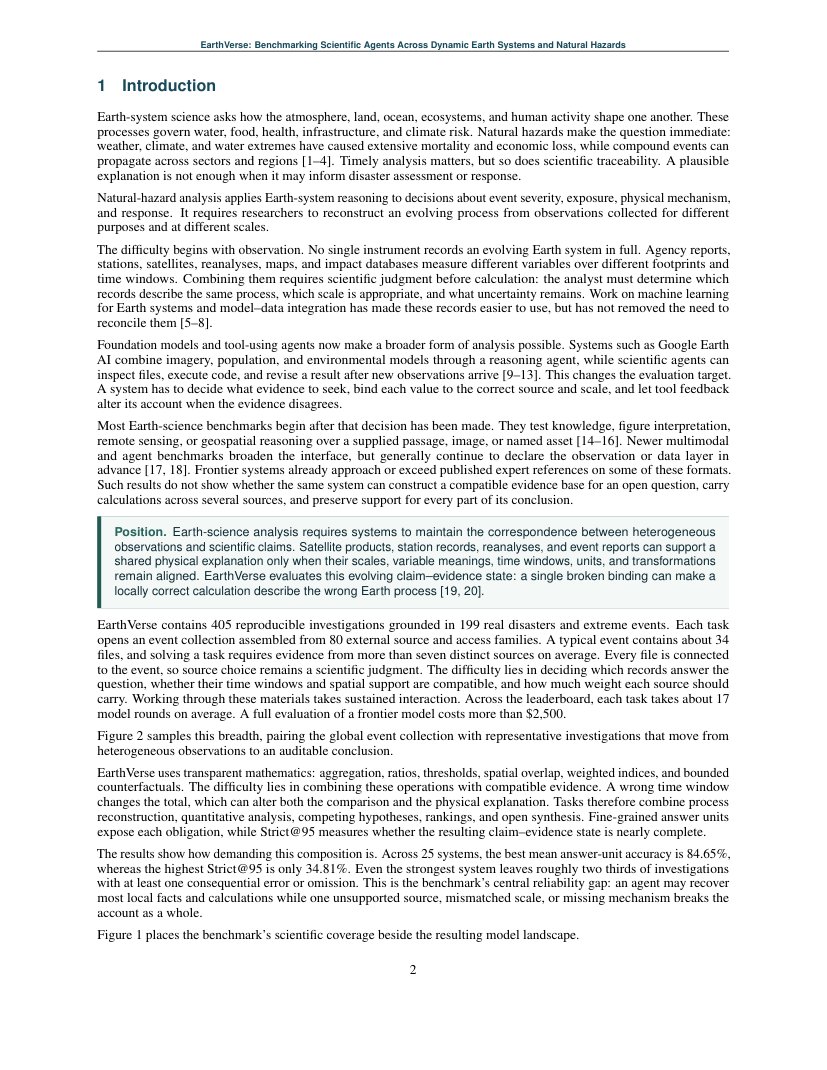 EarthVerse: Benchmarking Scientific Agents Across Dynamic Earth Systems and Natural Hazards
1 Introduction
Earth-system science asks how the atmosphere, land, ocean, ecosystems, and human activity shape one another. These
processes govern water, food, health, infrastructure, and climate risk. Natural hazards make the question immediate:
weather, climate, and water extremes have caused extensive mortality and economic loss, while compound events can
propagate across sectors and regions [1–4]. Timely analysis matters, but so does scientific traceability. A plausible
explanation is not enough when it may inform disaster assessment or response.
Natural-hazard analysis applies Earth-system reasoning to decisions about event severity, exposure, physical mechanism,
and response. It requires researchers to reconstruct an evolving process from observations collected for different
purposes and at different scales.
The difficulty begins with observation. No single instrument records an evolving Earth system in full. Agency reports,
stations, satellites, reanalyses, maps, and impact databases measure different variables over different footprints and
time windows. Combining them requires scientific judgment before calculation: the analyst must determine which
records describe the same process, which scale is appropriate, and what uncertainty remains. Work on machine learning
for Earth systems and model–data integration has made these records easier to use, but has not removed the need to
reconcile them [5–8].
Foundation models and tool-using agents now make a broader form of analysis possible. Systems such as Google Earth
AI combine imagery, population, and environmental models through a reasoning agent, while scientific agents can
inspect files, execute code, and revise a result after new observations arrive [9–13]. This changes the evaluation target.
A system has to decide what evidence to seek, bind each value to the correct source and scale, and let tool feedback
alter its account when the evidence disagrees.
Most Earth-science benchmarks begin after that decision has been made. They test knowledge, figure interpretation,
remote sensing, or geospatial reasoning over a supplied passage, image, or named asset [14–16]. Newer multimodal
and agent benchmarks broaden the interface, but generally continue to declare the observation or data layer in
advance [17, 18]. Frontier systems already approach or exceed published expert references on some of these formats.
Such results do not show whether the same system can construct a compatible evidence base for an open question, carry
calculations across several sources, and preserve support for every part of its conclusion.
Position. Earth-science analysis requires systems to maintain the correspondence between heterogeneous
observations and scientific claims. Satellite products, station records, reanalyses, and event reports can support a
shared physical explanation only when their scales, variable meanings, time windows, units, and transformations
remain aligned. EarthVerse evaluates this evolving claim–evidence state: a single broken binding can make a
locally correct calculation describe the wrong Earth process [19, 20].
EarthVerse contains 405 reproducible investigations grounded in 199 real disasters and extreme events. Each task
opens an event collection assembled from 80 external source and access families. A typical event contains about 34
files, and solving a task requires evidence from more than seven distinct sources on average. Every file is connected
to the event, so source choice remains a scientific judgment. The difficulty lies in deciding which records answer the
question, whether their time windows and spatial support are compatible, and how much weight each source should
carry. Working through these materials takes sustained interaction. Across the leaderboard, each task takes about 17
model rounds on average. A full evaluation of a frontier model costs more than $2,500.
Figure 2 samples this breadth, pairing the global event collection with representative investigations that move from
heterogeneous observations to an auditable conclusion.
EarthVerse uses transparent mathematics: aggregation, ratios, thresholds, spatial overlap, weighted indices, and bounded
counterfactuals. The difficulty lies in combining these operations with compatible evidence. A wrong time window
changes the total, which can alter both the comparison and the physical explanation. Tasks therefore combine process
reconstruction, quantitative analysis, competing hypotheses, rankings, and open synthesis. Fine-grained answer units
expose each obligation, while Strict@95 measures whether the resulting claim–evidence state is nearly complete.
The results show how demanding this composition is. Across 25 systems, the best mean answer-unit accuracy is 84.65%,
whereas the highest Strict@95 is only 34.81%. Even the strongest system leaves roughly two thirds of investigations
with at least one consequential error or omission. This is the benchmark's central reliability gap: an agent may recover
most local facts and calculations while one unsupported source, mismatched scale, or missing mechanism breaks the
account as a whole.
Figure 1 places the benchmark's scientific coverage beside the resulting model landscape.
2